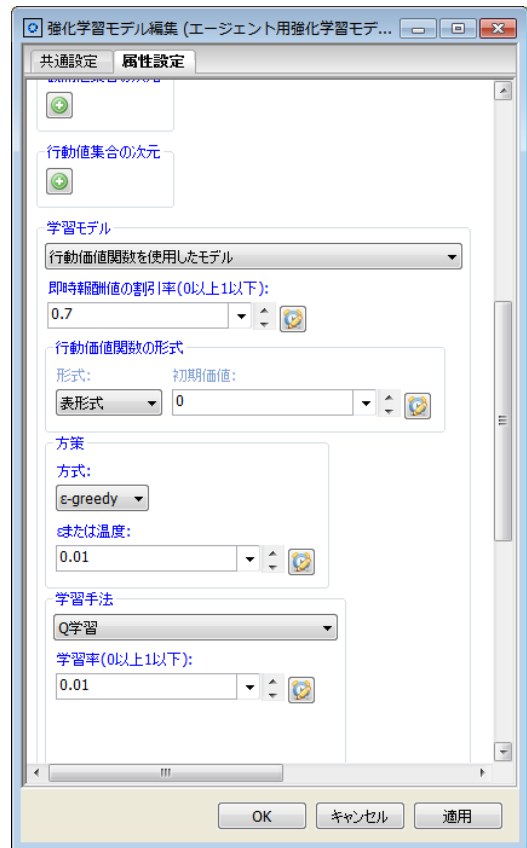 強化学習モデル編集 (エージェント用強化学習モデ...
共通設定 属性設定
行動値集合の次元
学習モデル
行動価値関数を使用したモデル
即時報酬値の割引率(0以上1以下):
0.7
行動価値関数の形式
形式: 初期価値:
表形式 0
方策
方式:
ε-greedy
εまたは温度:
0.01
学習手法
Q学習
学習率(0以上1以下):
0.01
OK キャンセル 適用